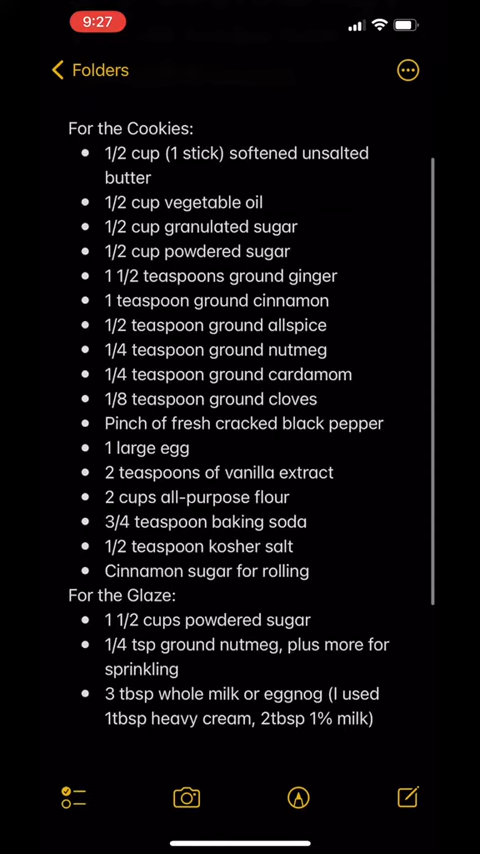 9:27
Folders
For the Cookies:
• 1/2 cup (1 stick) softened unsalted
butter
• 1/2 cup vegetable oil
• 1/2 cup granulated sugar
• 1/2 cup powdered sugar
• 1 1/2 teaspoons ground ginger
• 1 teaspoon ground cinnamon
• 1/2 teaspoon ground allspice
• 1/4 teaspoon ground nutmeg
• 1/4 teaspoon ground cardamom
• 1/8 teaspoon ground cloves
• Pinch of fresh cracked black pepper
• 1 large egg
• 2 teaspoons of vanilla extract
• 2 cups all-purpose flour
• 3/4 teaspoon baking soda
• 1/2 teaspoon kosher salt
• Cinnamon sugar for rolling
For the Glaze:
• 1 1/2 cups powdered sugar
• 1/4 tsp ground nutmeg, plus more for
sprinkling
• 3 tbsp whole milk or eggnog (I used
1tbsp heavy cream, 2tbsp 1% milk)